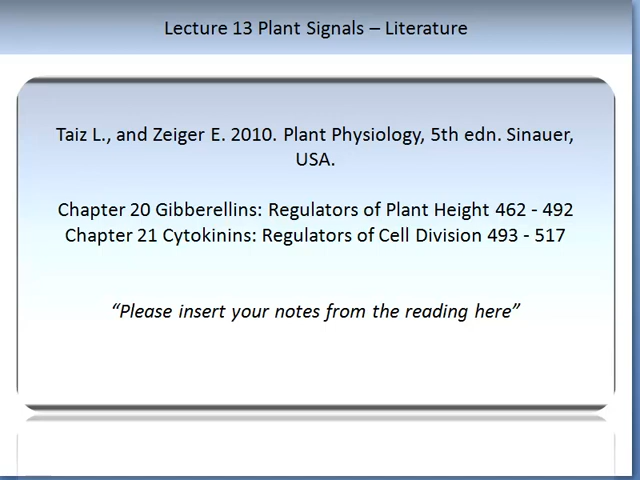 Lecture 13 Plant Signals – Literature
Taiz L., and Zeiger E. 2010. Plant Physiology, 5th edn. Sinauer,
USA.
Chapter 20 Gibberellins: Regulators of Plant Height 462 - 492
Chapter 21 Cytokinins: Regulators of Cell Division 493 - 517
“Please insert your notes from the reading here”